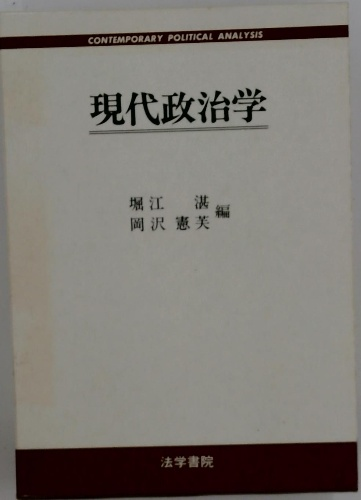 CONTEMPORARY POLITICAL ANALYSIS
現代政治学
堀江 湛
岡沢 憲芙
編
法学書院